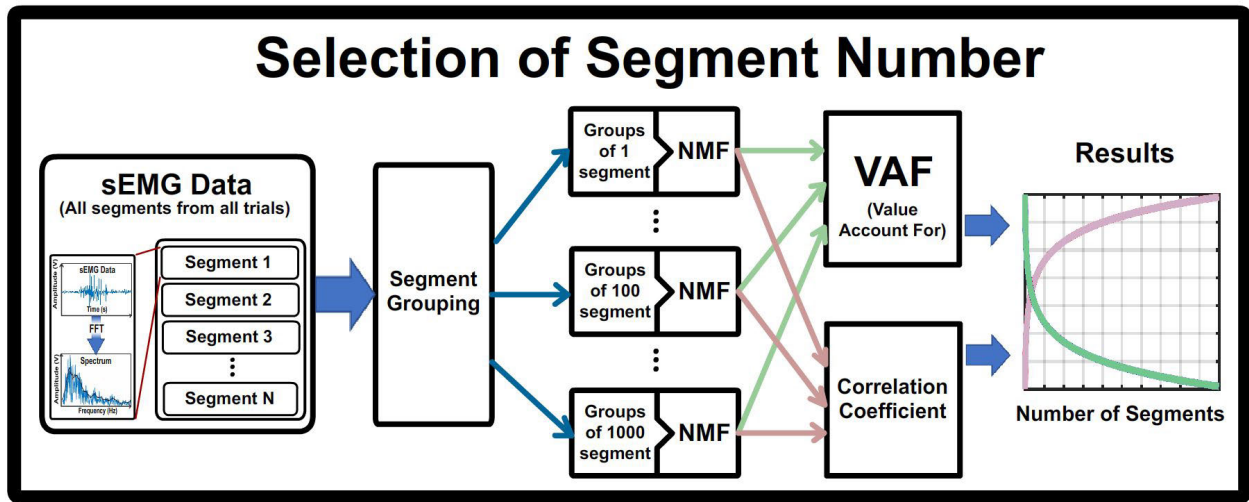 Selection of Segment Number
sEMG Data
(All segments from all trials)
sEMG Data
Amplitude (V)
Time (s)
FFT
Spectrum
Amplitude (V)
Frequency (Hz)
Segment 1
Segment 2
Segment 3
Segment N
Segment
Grouping
Groups
of 1
segment
NMF
Groups
of 100
segment
NMF
Groups
of 1000
segment
NMF
VAF
(Value
Account For)
Correlation
Coefficient
Results
Number of Segments